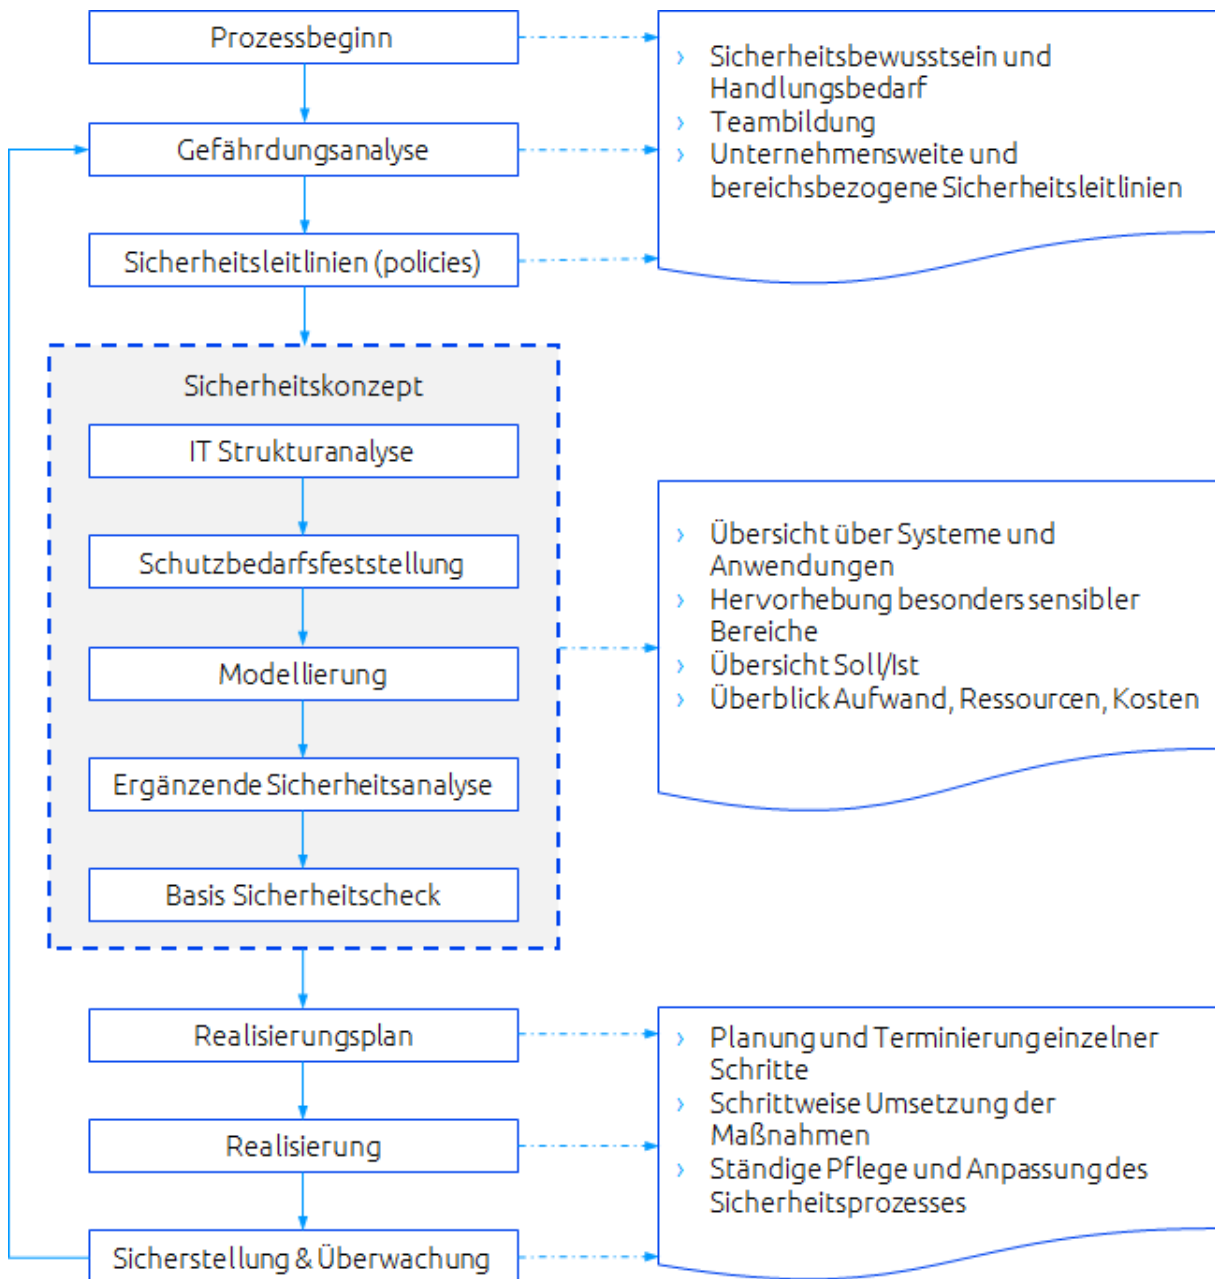 Prozessbeginn
Gefährdungsanalyse
Sicherheitsleitlinien (policies)
› Sicherheitsbewusstsein und
Handlungsbedarf
› Teambildung
› Unternehmensweite und
bereichsbezogene Sicherheitsleitlinien
Sicherheitskonzept
IT Strukturanalyse
Schutzbedarfsfeststellung
Modellierung
Ergänzende Sicherheitsanalyse
Basis Sicherheitscheck
› Übersicht über Systeme und
Anwendungen
› Hervorhebung besonders sensibler
Bereiche
› Übersicht Soll/Ist
› Überblick Aufwand, Ressourcen, Kosten
Realisierungsplan
Realisierung
Sicherstellung & Überwachung
› Planung und Terminierung einzelner
Schritte
› Schrittweise Umsetzung der
Maßnahmen
› Ständige Pflege und Anpassung des
Sicherheitsprozesses